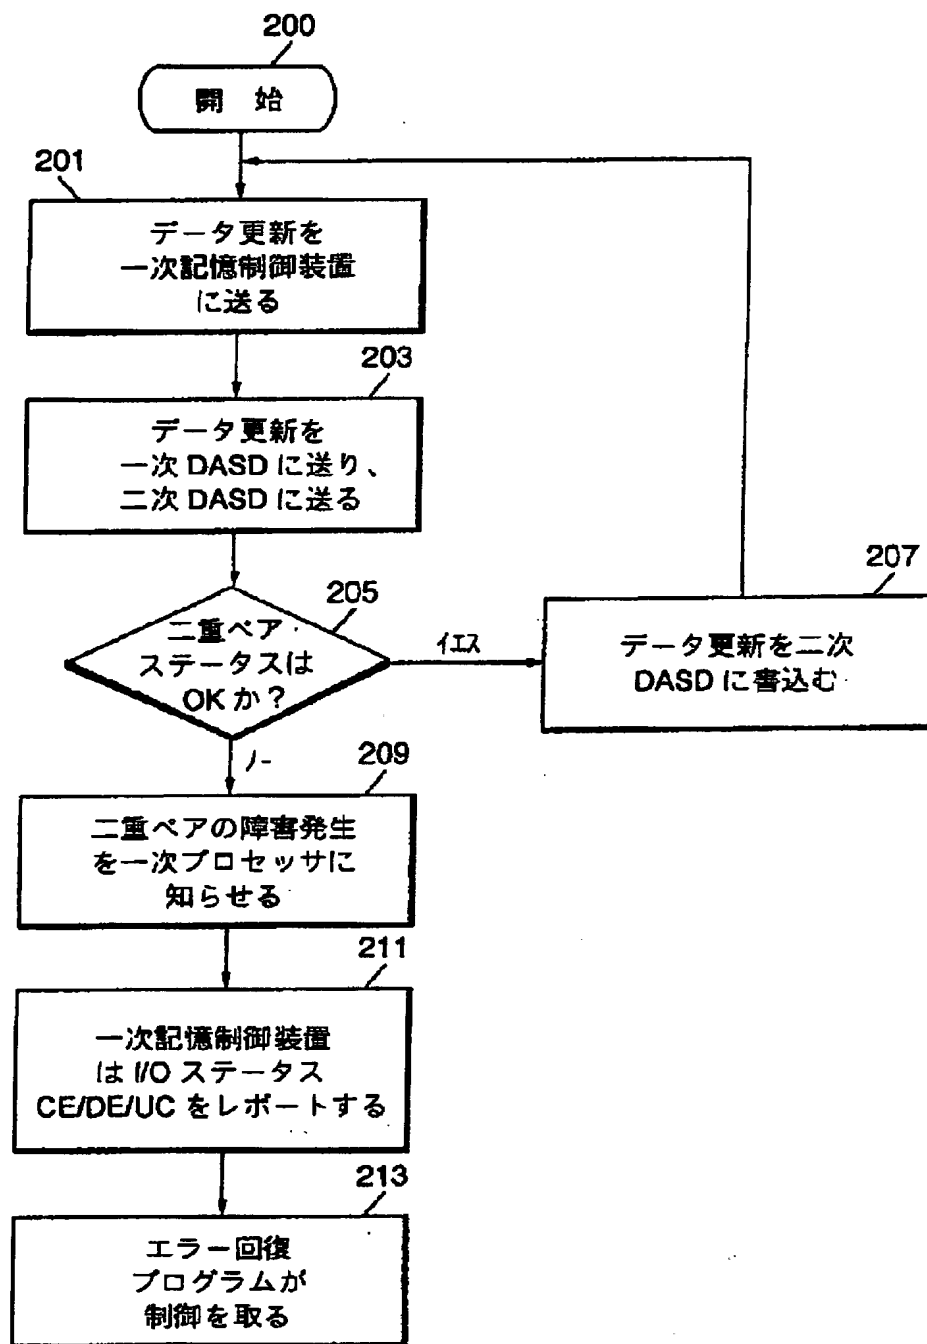 200
開 始
201
データ更新を
一次記憶制御装置
に送る
203
データ更新を
一次 DASD に送り、
二次 DASD に送る
205
二重ペア
ステータスは
OK か？
イエス
207
データ更新を二次
DASD に書込む
ノー
209
二重ペアの障害発生
を一次プロセッサに
知らせる
211
一次記憶制御装置
は I/O ステータス
CE/DE/UC をレポートする
213
エラー回復
プログラムが
制御を取る